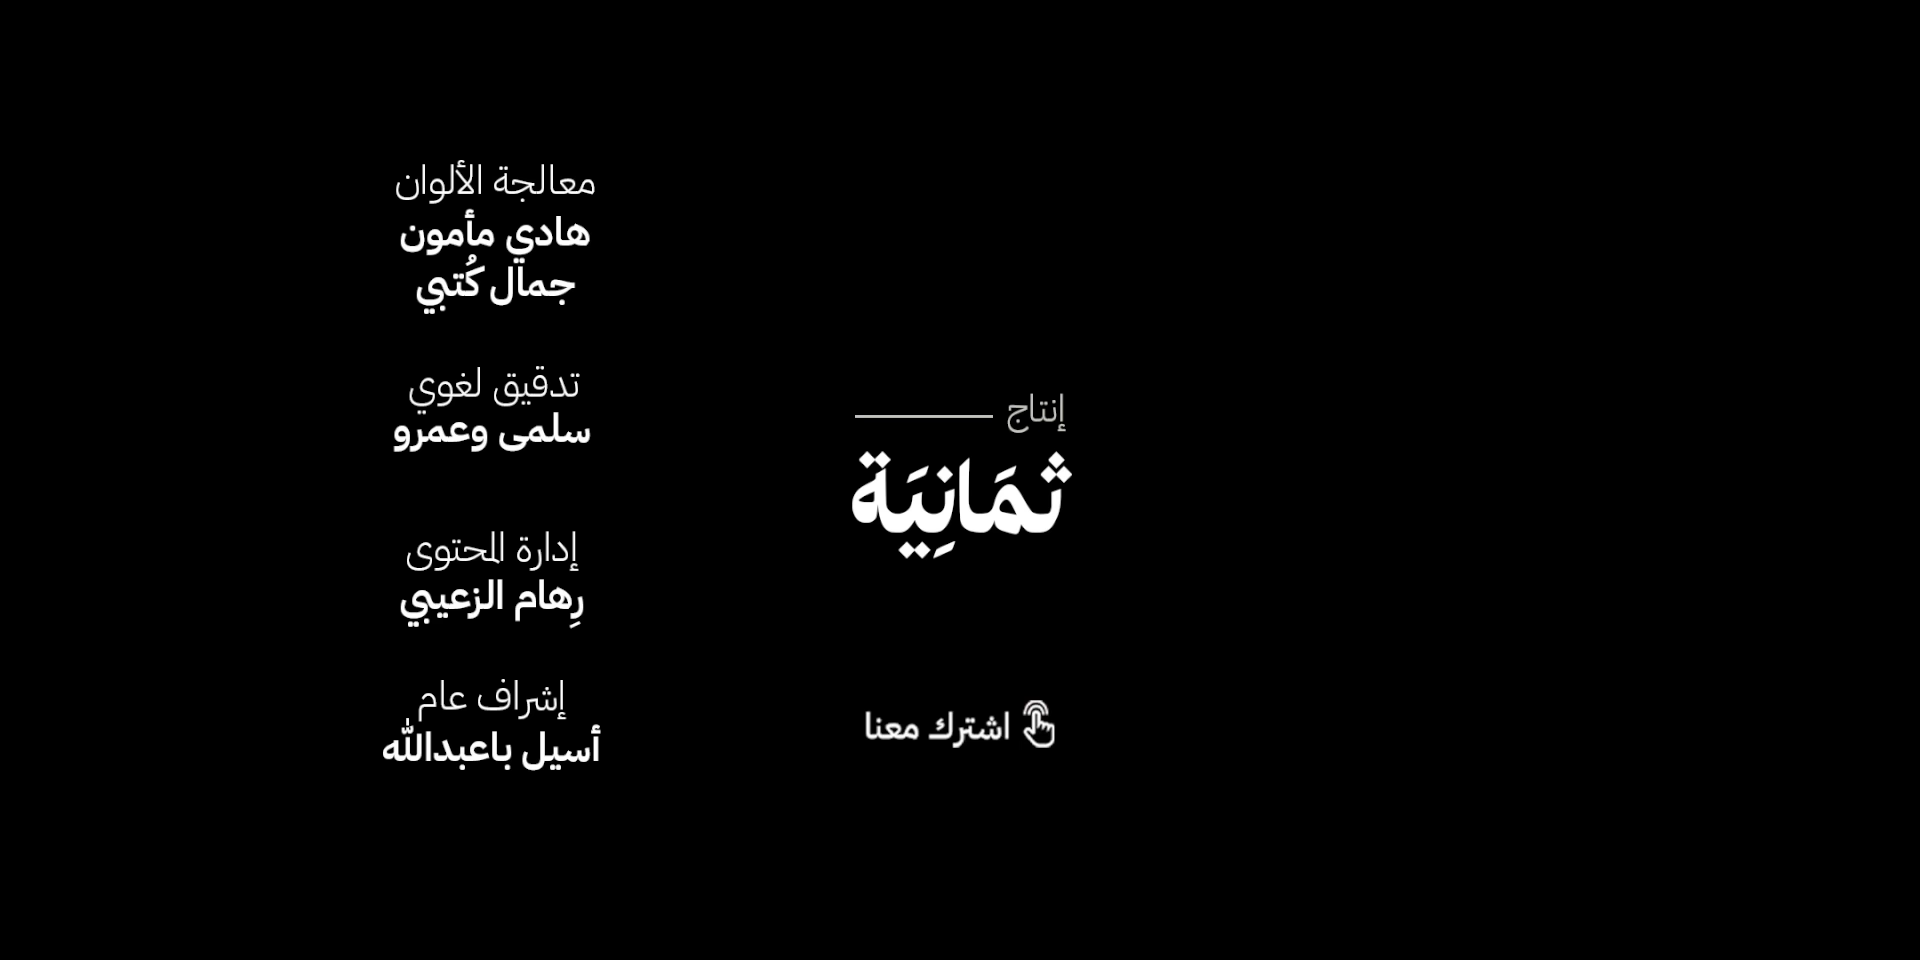 إنتاج
ثمَانِيَة
اشترك معنا
معالجة الألوان
هادي مأمون
جمال كُتبي
تدقيق لغوي
سلمى وعمرو
إدارة المحتوى
رِهام الزعيبي
إشراف عام
أسيل باعبدالله